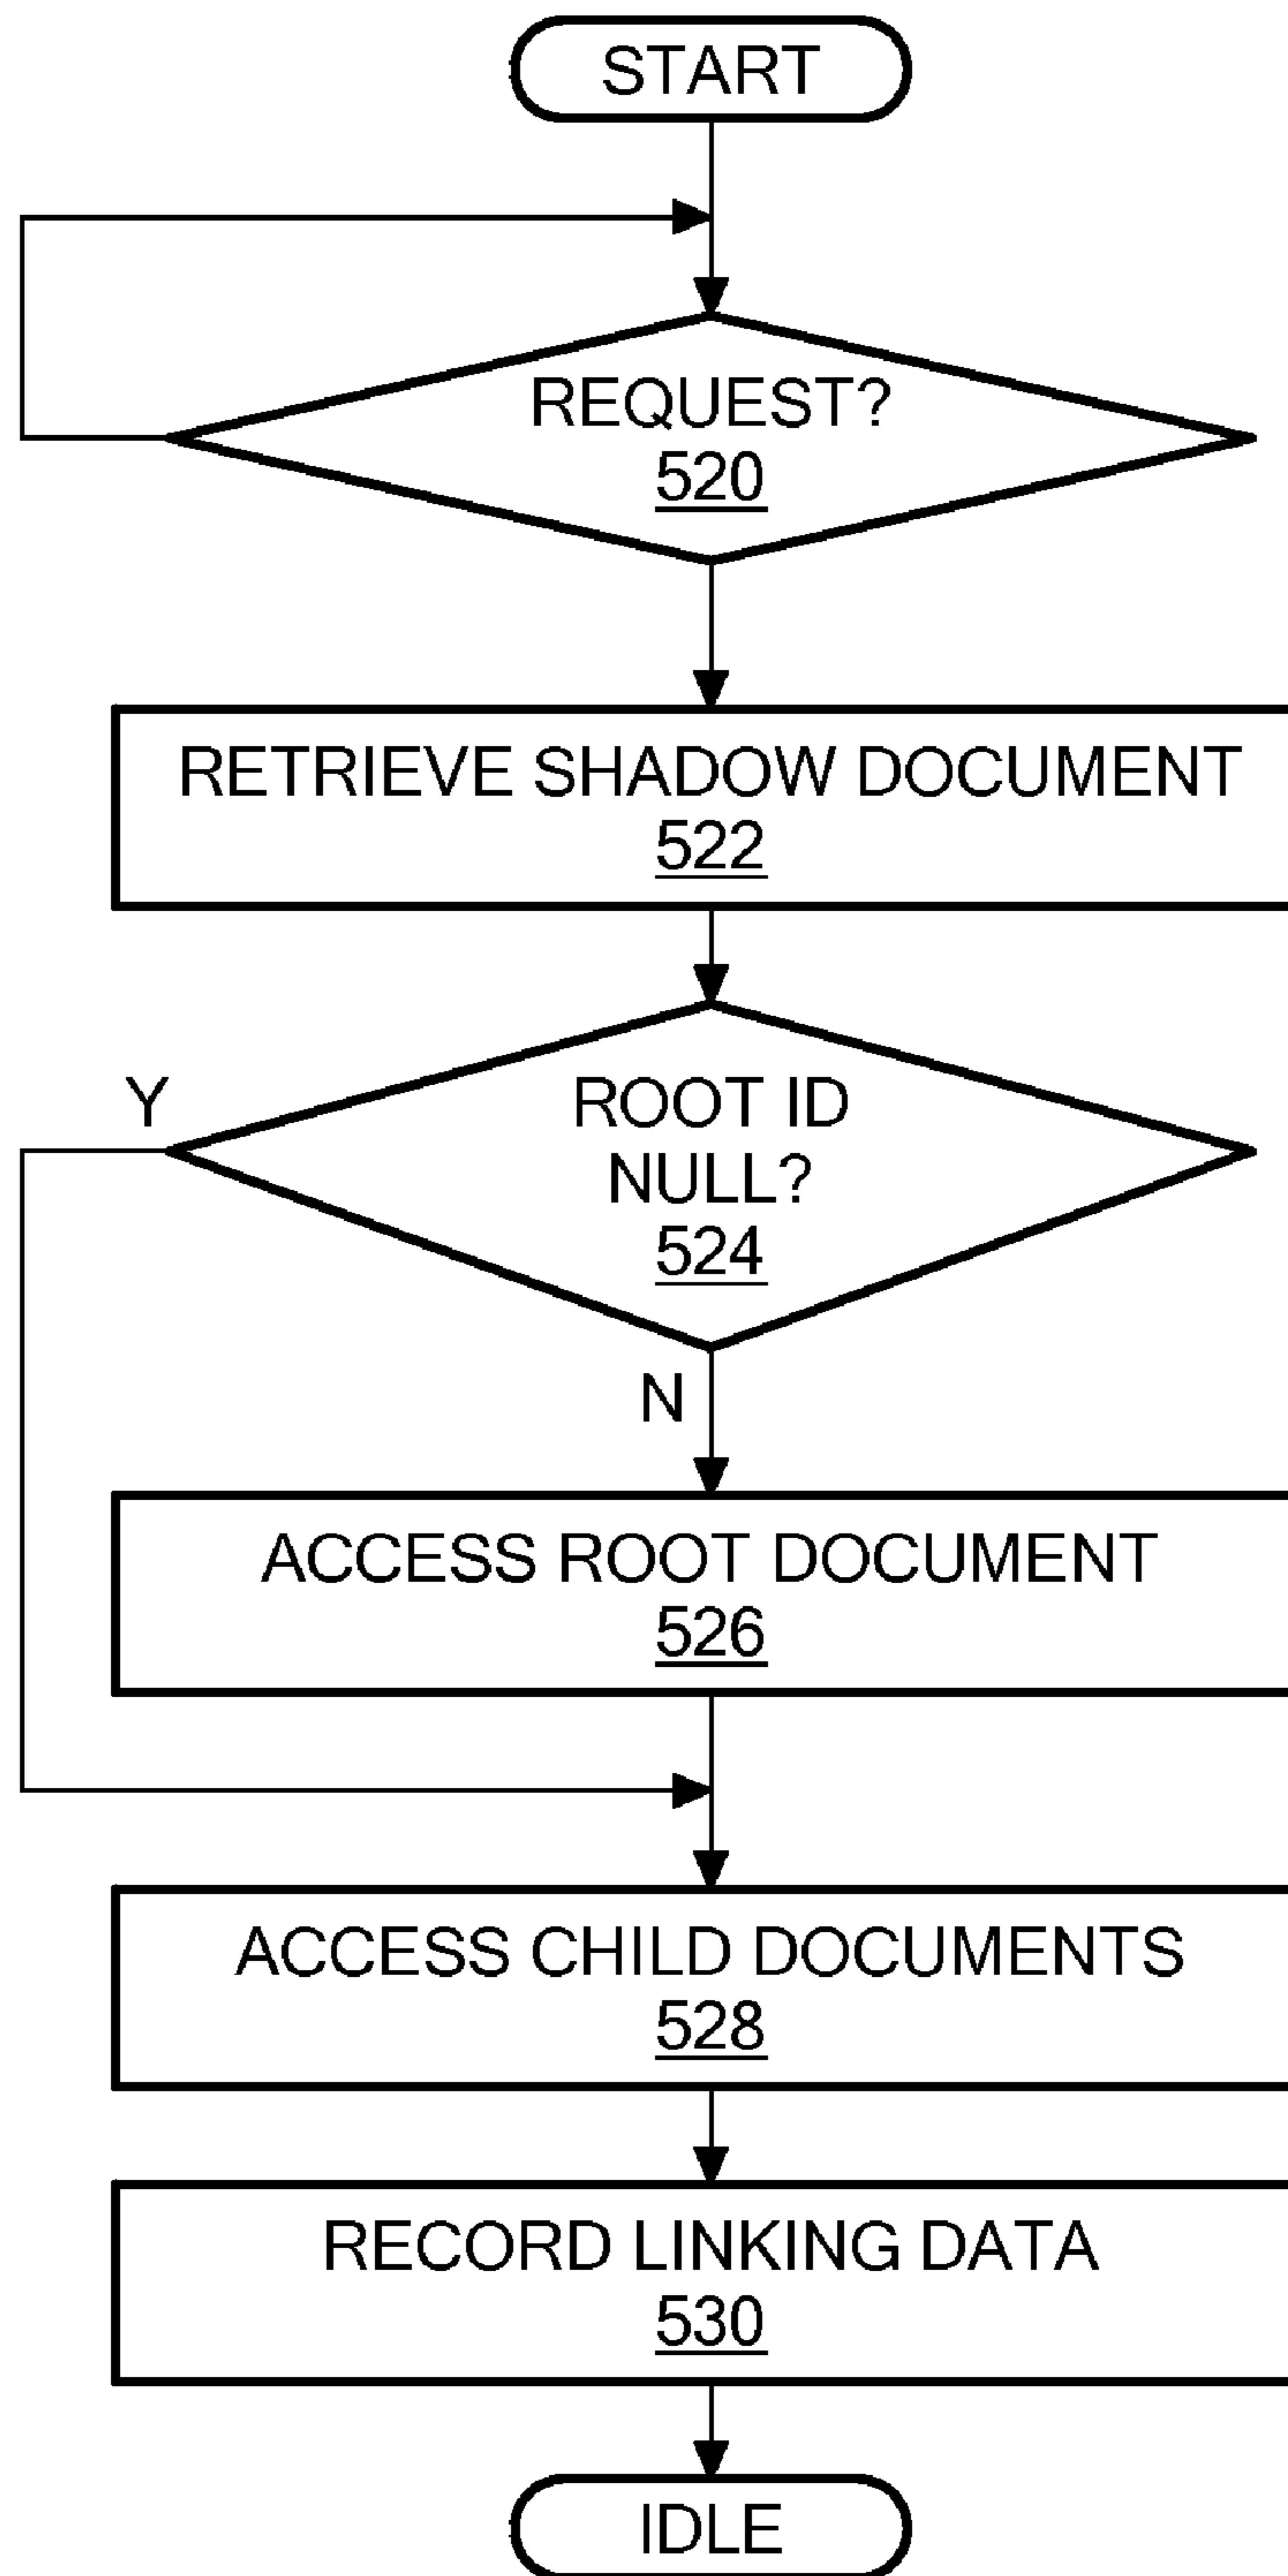 START
REQUEST?
520
RETRIEVE SHADOW DOCUMENT
522
Y
ROOT ID
NULL?
524
N
ACCESS ROOT DOCUMENT
526
ACCESS CHILD DOCUMENTS
528
RECORD LINKING DATA
530
IDLE